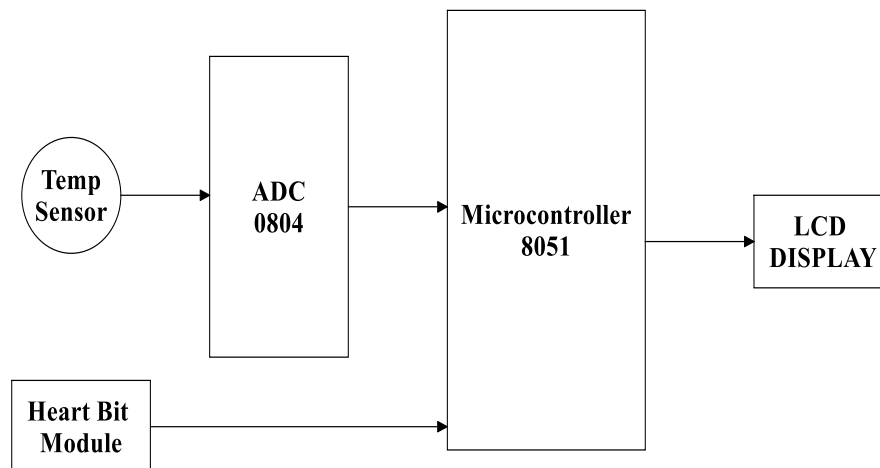 Temp
Sensor
ADC
0804
Microcontroller
8051
LCD
DISPLAY
Heart Bit
Module